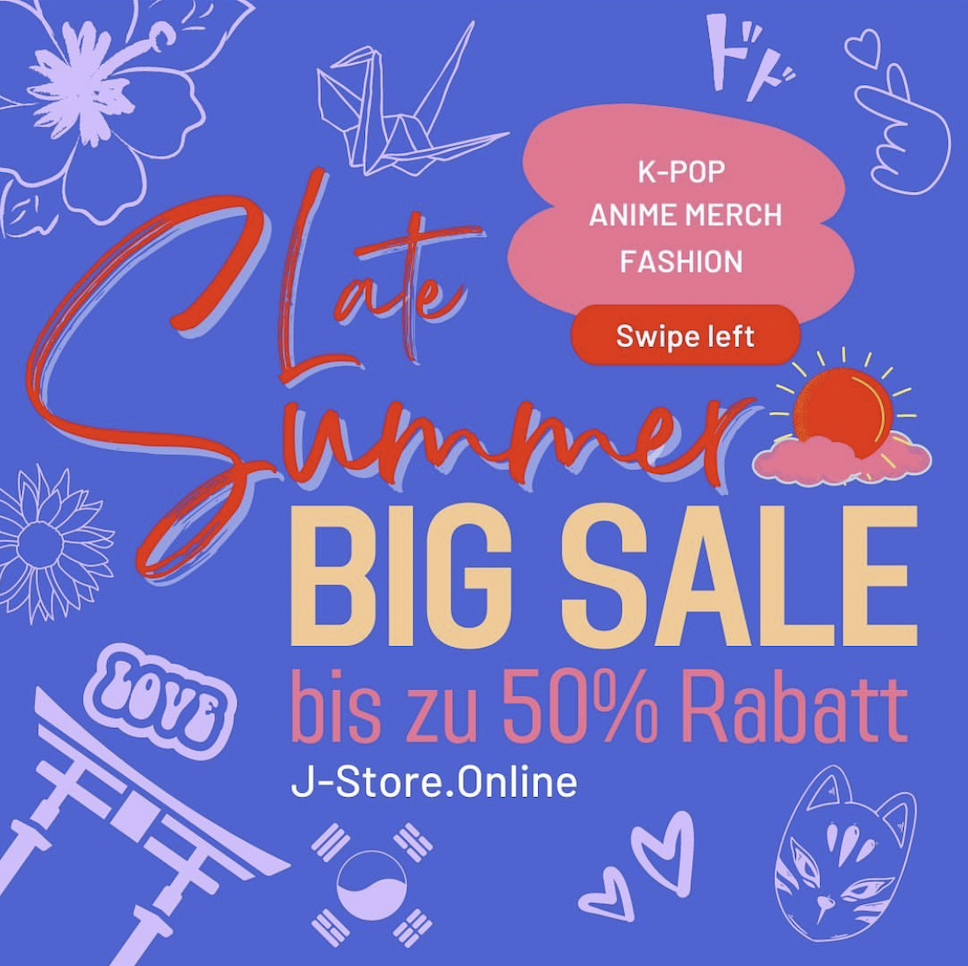 ドド
K-POP
ANIME MERCH
FASHION
Swipe left
Late
Summer
BIG SALE
bis zu 50% Rabatt
J-Store.Online
LOVE